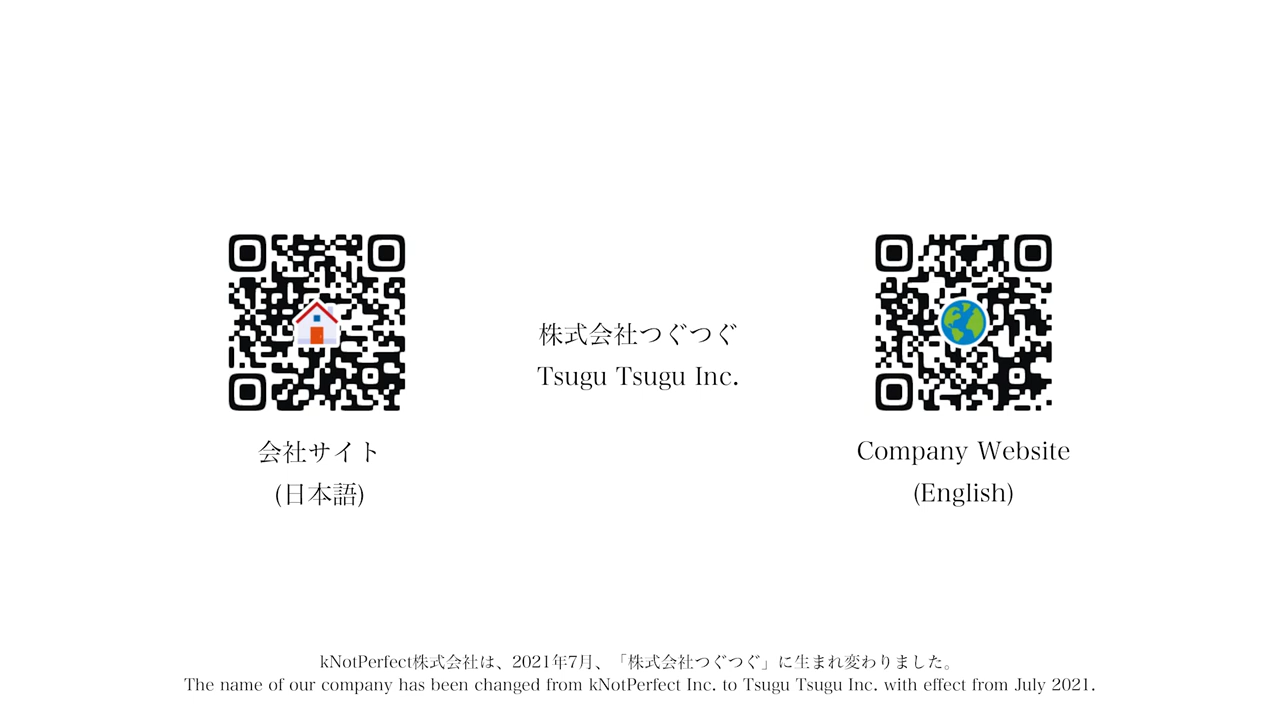 株式会社つぐつぐ
Tsugu Tsugu Inc.
会社サイト
(日本語)
Company Website
(English)
kNotPerfect株式会社は、2021年7月、「株式会社つぐつぐ」に生まれ変わりました。
The name of our company has been changed from kNotPerfect Inc. to Tsugu Tsugu Inc. with effect from July 2021.